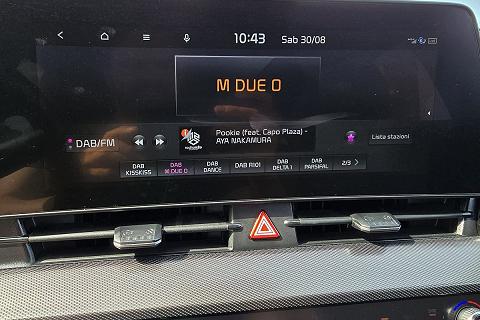 10:43 Sab 30/08
M DUE O
DAB/FM
Pookie (feat. Capo Plaza) -
AYA NAKAMURA
Lista stazioni
DAB
KISSKISS
DAB
M DUE O
DAB
DANCE
DAB R101
DAB
DELTA 1
DAB
PARSIFAL
2/3